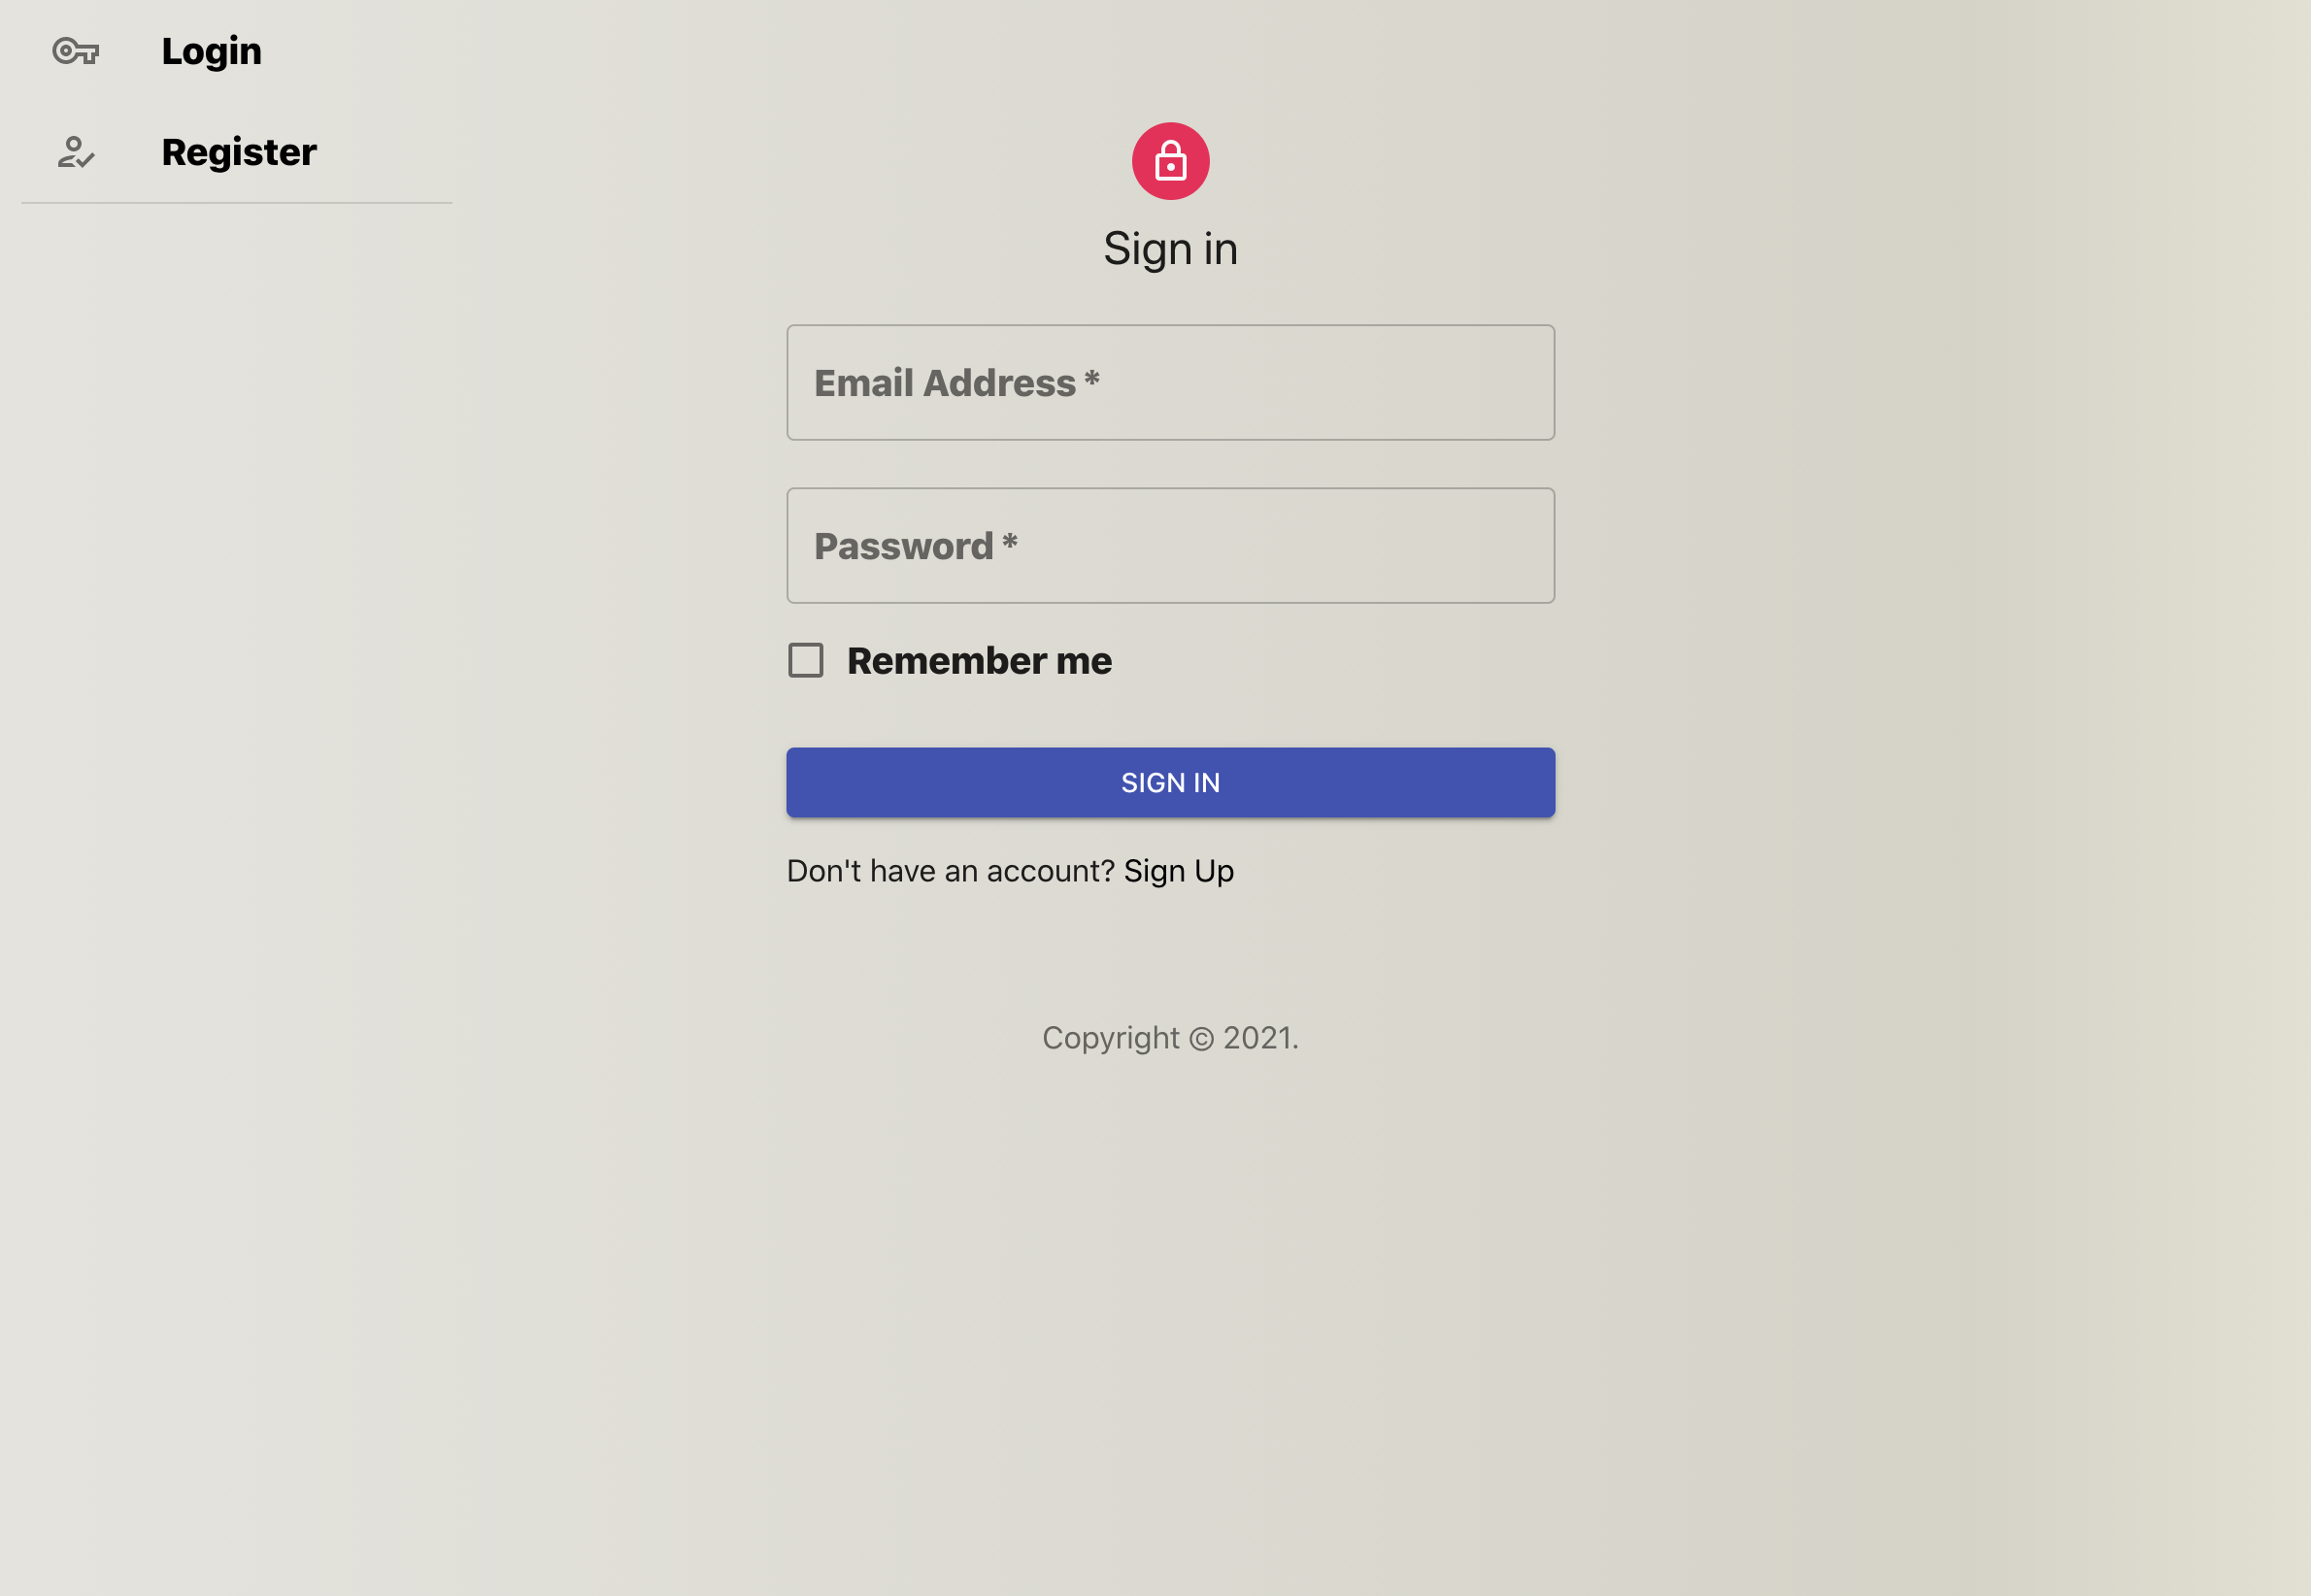 Login
Register
Sign in
Email Address *
Password *
Remember me
SIGN IN
Don't have an account? Sign Up
Copyright © 2021.